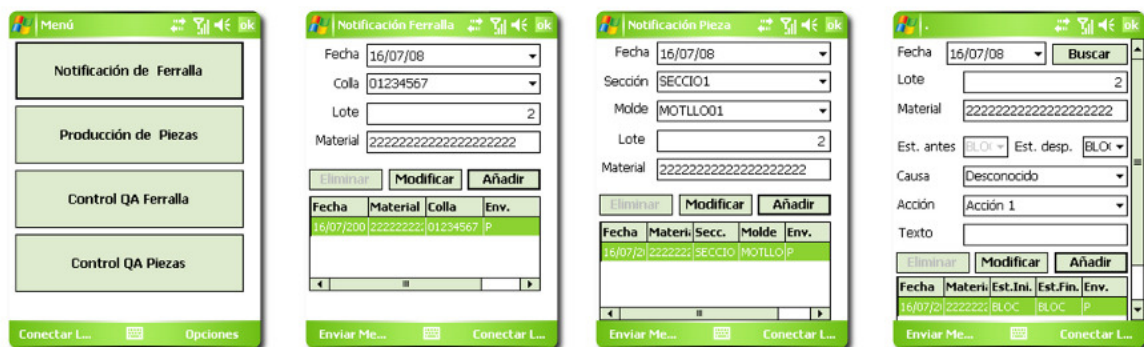 Menú ok
Notificación de Ferralla
Producción de Piezas
Control QA Ferralla
Control QA Piezas
Conectar L... Opciones
Notificación Ferralla ok
Fecha 16/07/08
Colla 01234567
Lote 2
Material 22222222222222222222
Eliminar Modificar Añadir
Fecha Material Colla Env.
16/07/200 22222222 01234567 P
Enviar Me... Conectar L...
Notificación Pieza ok
Fecha 16/07/08
Sección SECCIO1
Molde MOTLLO01
Lote 2
Material 22222222222222222222
Eliminar Modificar Añadir
Fecha Materi Secc. Molde Env.
16/07/2 2222222 SECCIO MOTLLO P
Enviar Me... Conectar L...
. ok
Fecha 16/07/08 Buscar
Lote 2
Material 22222222222222222222
Est. antes BLO Est. desp. BLO
Causa Desconocido
Acción Acción 1
Texto
Eliminar Modificar Añadir
Fecha Materi Est.Ini. Est.Fin. Env.
16/07/2 2222222 BLOC BLOC P
Enviar Me... Conectar L...